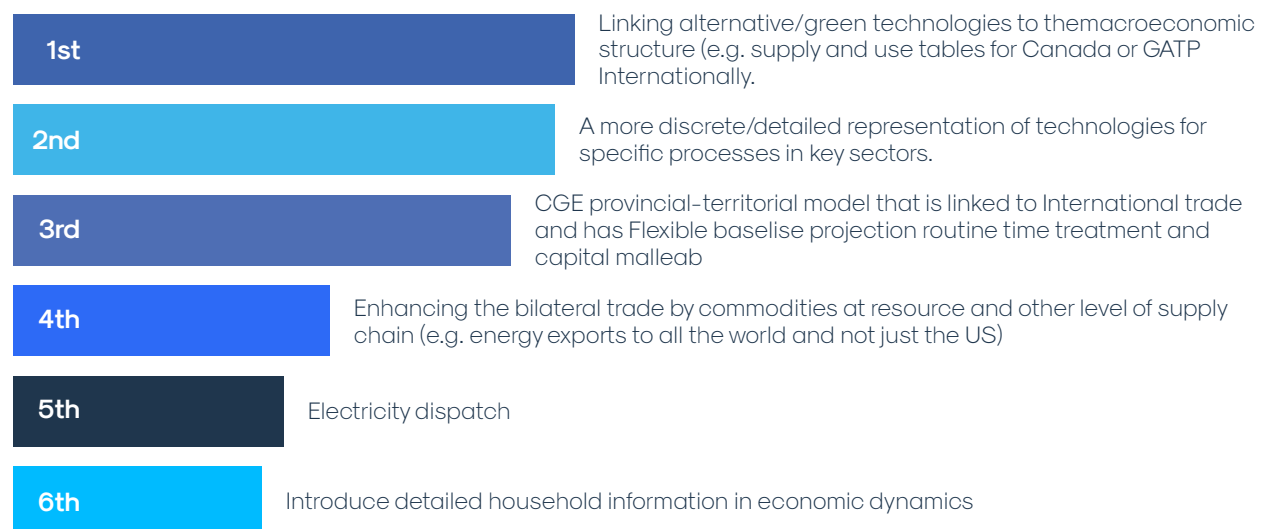 1st
Linking alternative/green technologies to themacroeconomic
structure (e.g. supply and use tables for Canada or GATP
Internationally.
2nd
A more discrete/detailed representation of technologies for
specific processes in key sectors.
3rd
CGE provincial-territorial model that is linked to International trade
and has Flexible baselise projection routine time treatment and
capital malleab
4th
Enhancing the bilateral trade by commodities at resource and other level of supply
chain (e.g. energy exports to all the world and not just the US)
5th
Electricity dispatch
6th
Introduce detailed household information in economic dynamics